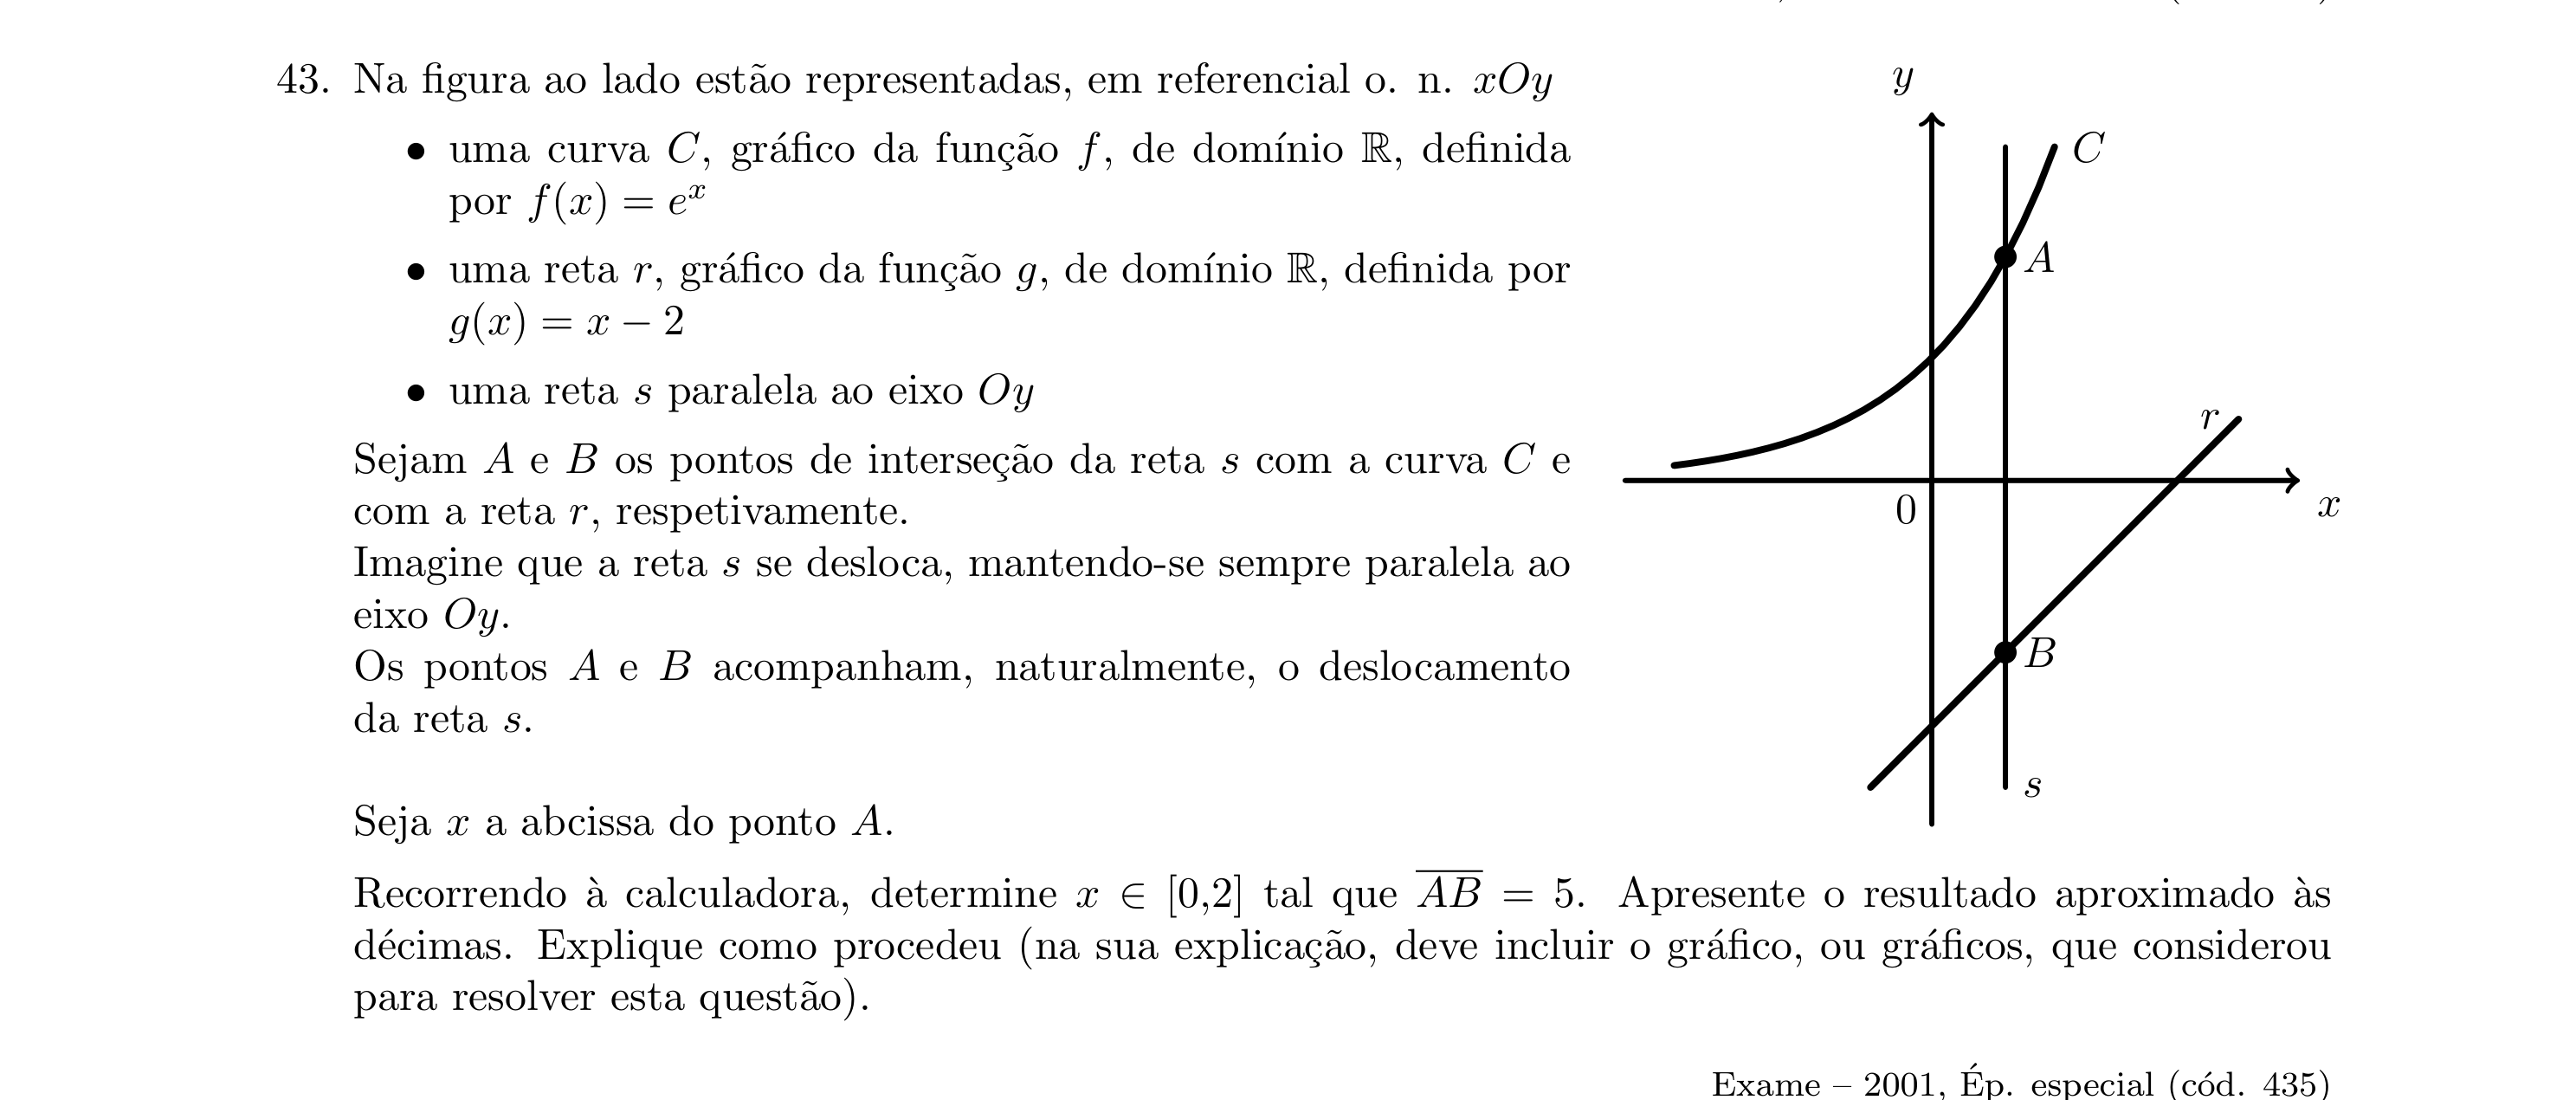 43. Na figura ao lado estão representadas, em referencial o. n. xOy
• uma curva C, gráfico da função f, de domínio ℝ, definida
por f(x) = eˣ
• uma reta r, gráfico da função g, de domínio ℝ, definida por
g(x) = x − 2
• uma reta s paralela ao eixo Oy
Sejam A e B os pontos de interseção da reta s com a curva C e
com a reta r, respetivamente.
Imagine que a reta s se desloca, mantendo-se sempre paralela ao
eixo Oy.
Os pontos A e B acompanham, naturalmente, o deslocamento
da reta s.
Seja x a abcissa do ponto A.
y
C
A
r
0
x
B
s
Recorrendo à calculadora, determine x ∈ [0,2] tal que A̅B̅ = 5. Apresente o resultado aproximado às
décimas. Explique como procedeu (na sua explicação, deve incluir o gráfico, ou gráficos, que considerou
para resolver esta questão).
Exame – 2001, Ép. especial (cód. 435)